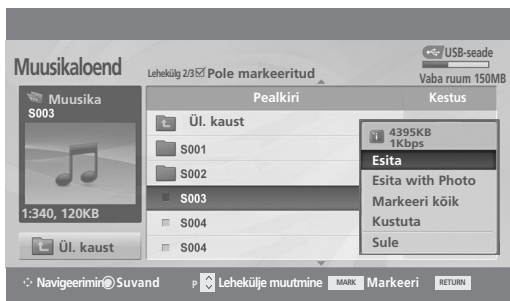 USB-seade
Muusikaloend
Lehekülg 2/3 Pole markeeritud
Vaba ruum 150MB
Muusika
S003
Pealkiri
Kestus
Ül. kaust
S001
S002
S003
S004
S004
4395KB
1Kbps
Esita
Esita with Photo
Markeeri kõik
Kustuta
Sule
1:340, 120KB
Ül. kaust
Navigeerimin Suvand P Lehekülje muutmine MARK Markeeri RETURN